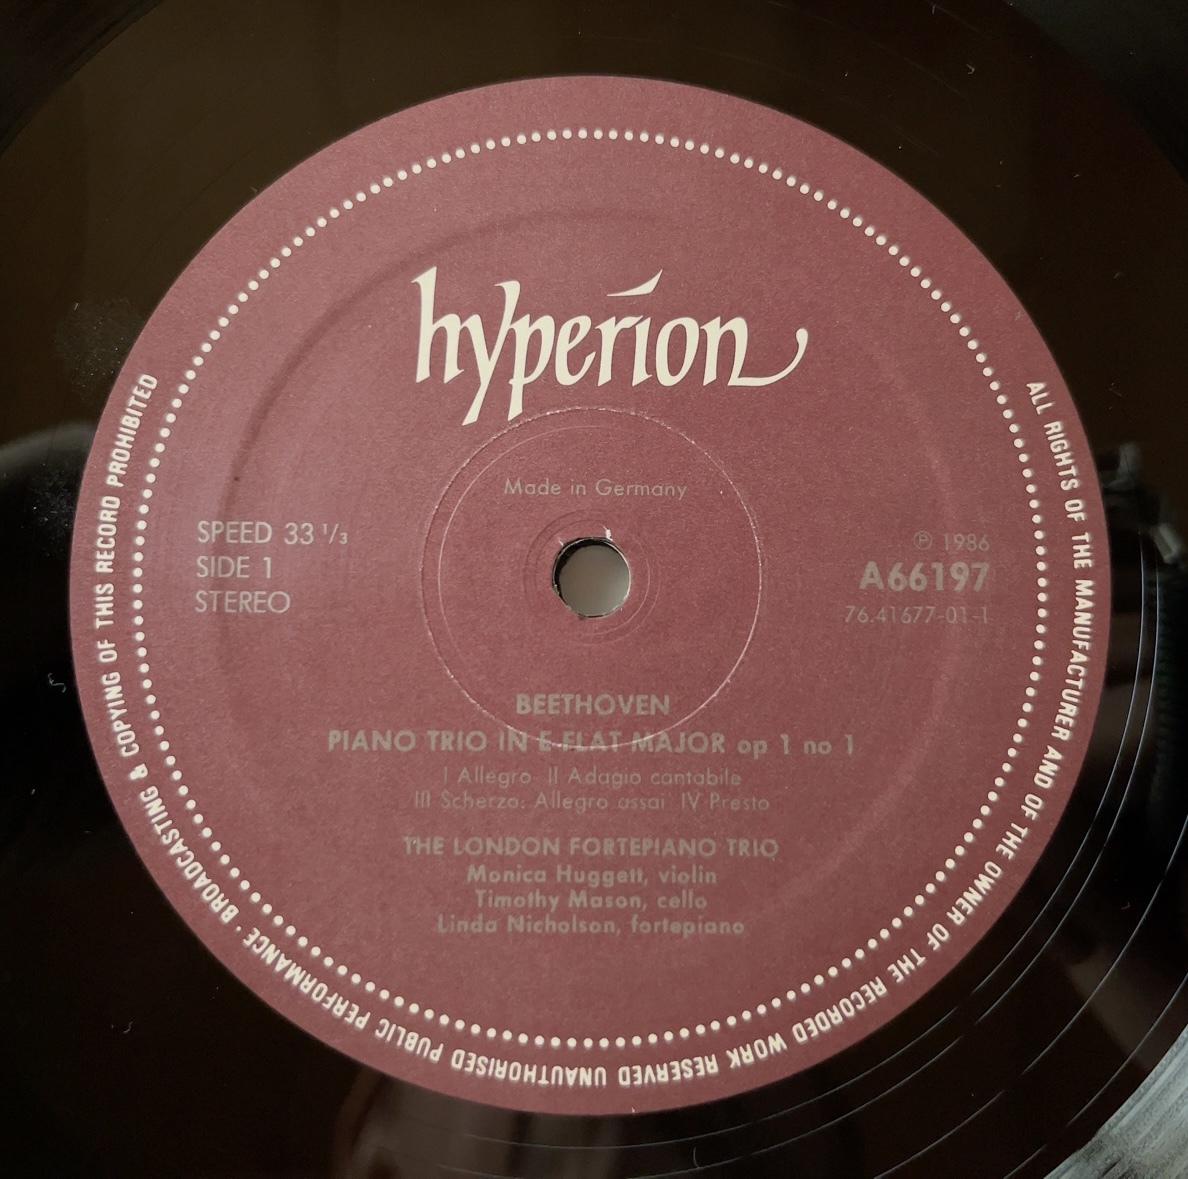 hyperion
Made in Germany
SPEED 33 1/3
SIDE 1
STEREO
℗ 1986
A66197
76.41677-01-1
BEETHOVEN
PIANO TRIO IN E-FLAT MAJOR op 1 no 1
I Allegro II Adagio cantabile
III Scherzo: Allegro assai IV Presto
THE LONDON FORTEPIANO TRIO
Monica Huggett, violin
Timothy Mason, cello
Linda Nicholson, fortepiano
ALL RIGHTS OF THE MANUFACTURER AND OF THE OWNER OF THE RECORDED WORK RESERVED UNAUTHORISED PUBLIC PERFORMANCE · BROADCASTING & COPYING OF THIS RECORD PROHIBITED